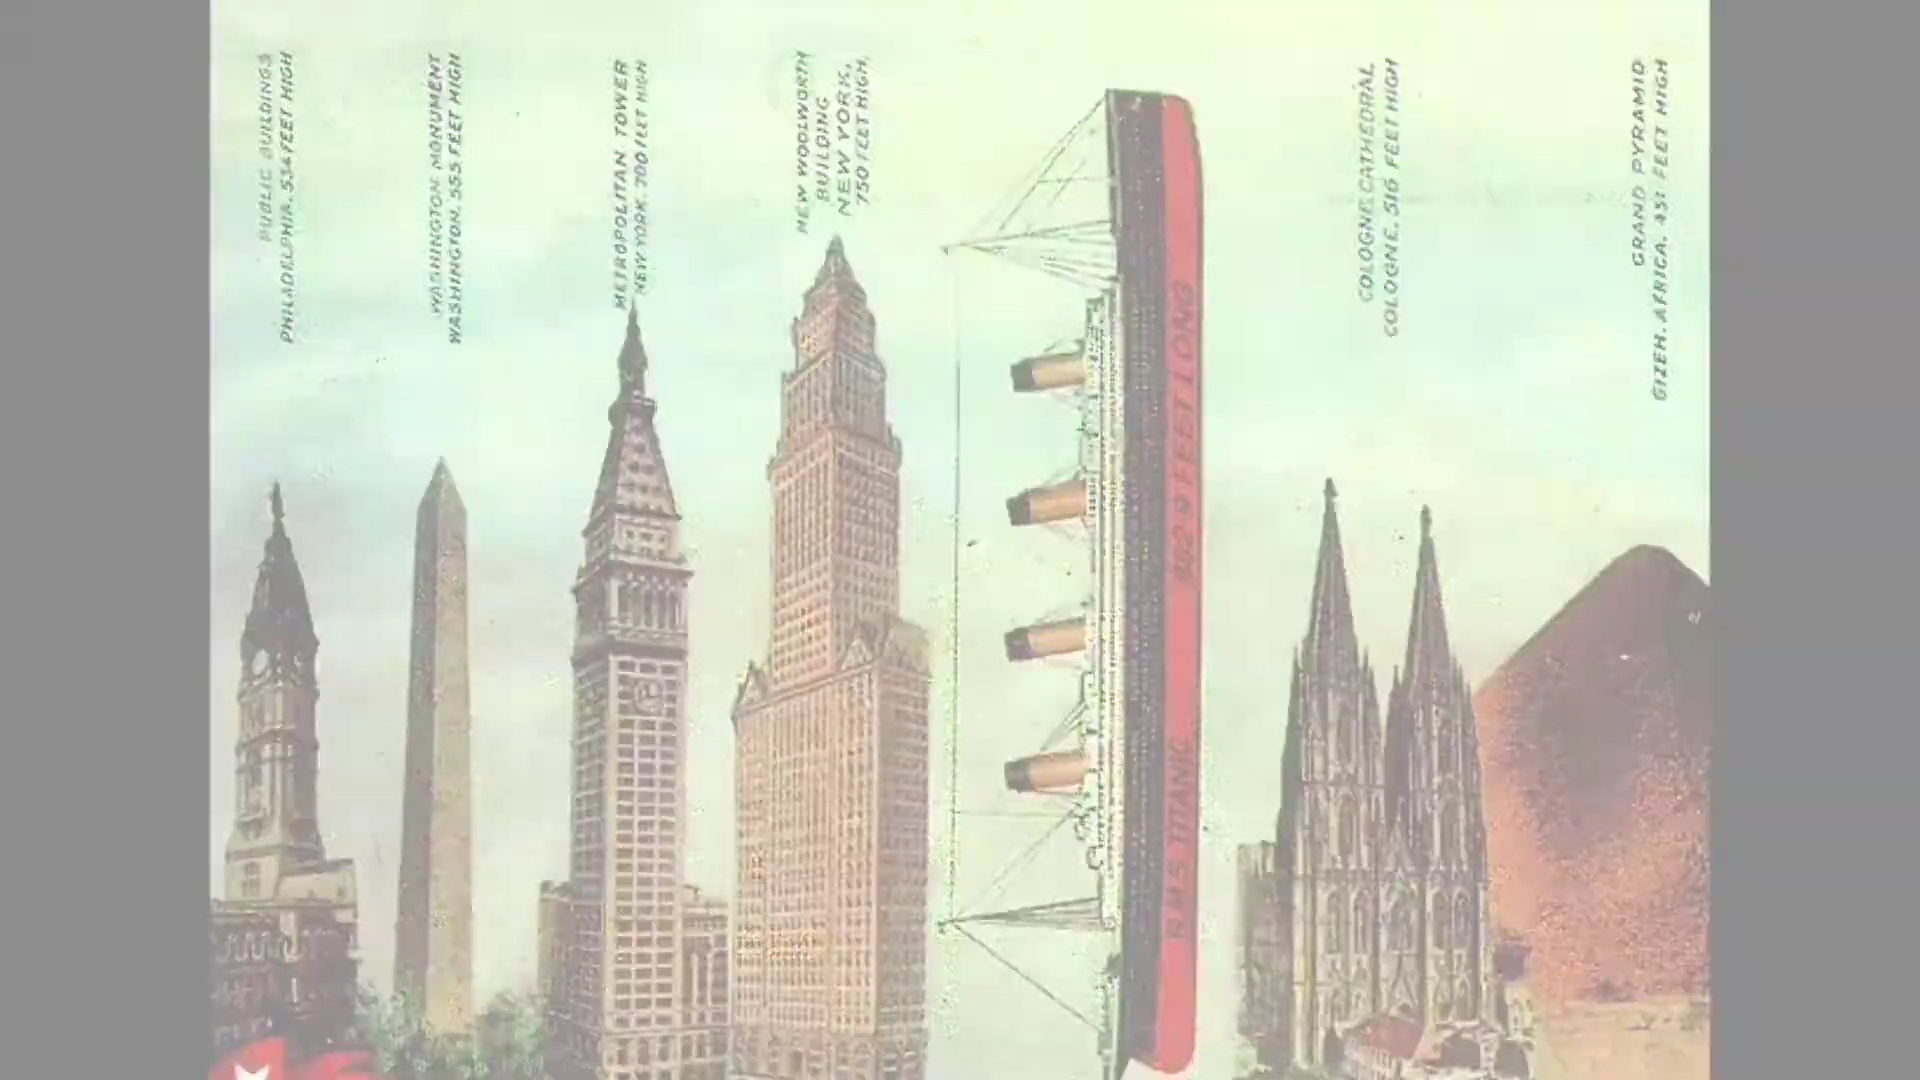 PUBLIC BUILDINGS
PHILADELPHIA. 534 FEET HIGH
WASHINGTON MONUMENT
WASHINGTON. 555 FEET HIGH
METROPOLITAN TOWER
NEW YORK. 700 FEET HIGH
NEW WOOLWORTH
BUILDING
NEW YORK,
750 FEET HIGH.
R.M.S TITANIC 882.9 FEET LONG
COLOGNE CATHEDRAL
COLOGNE. 516 FEET HIGH
GRAND PYRAMID
GIZEH. AFRICA. 451 FEET HIGH